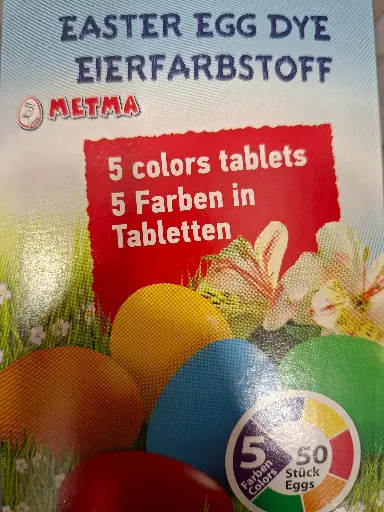 EASTER EGG DYE
EIERFARBSTOFF
METMA
5 colors tablets
5 Farben in
Tabletten
5
Farben
Colors
50
Stück
Eggs